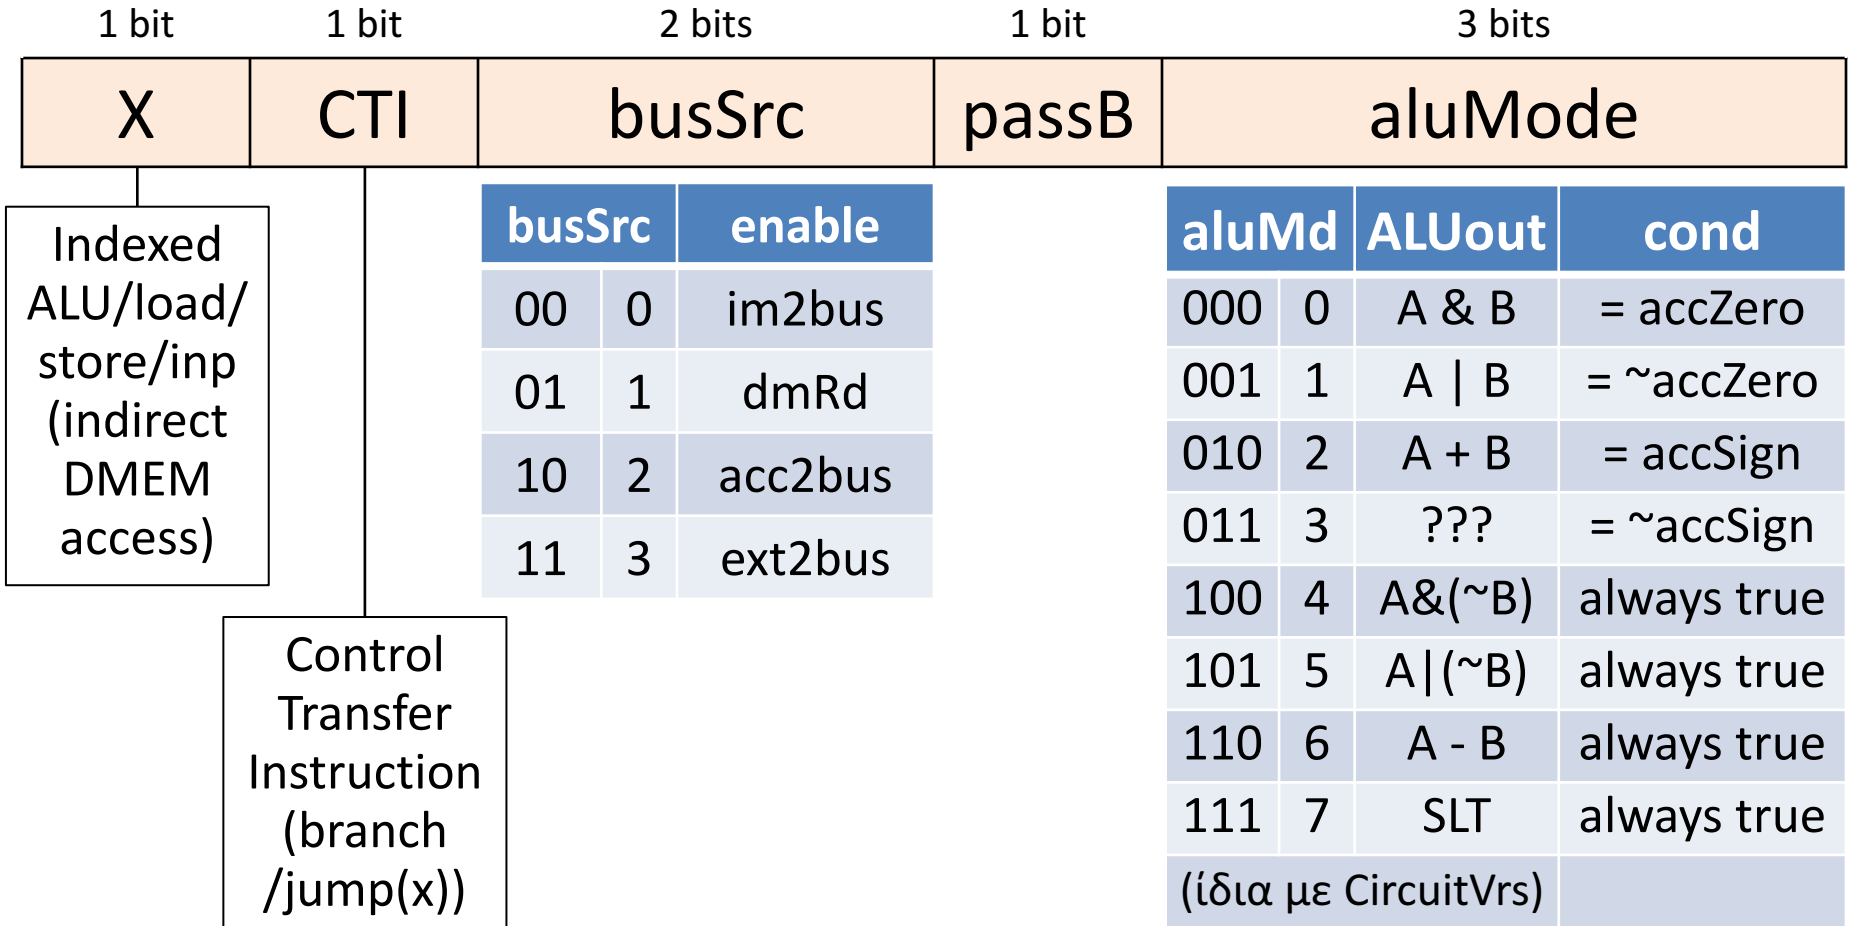 1 bit 1 bit 2 bits 1 bit 3 bits
X CTI busSrc passB aluMode
Indexed
ALU/load/
store/inp
(indirect
DMEM
access)
Control
Transfer
Instruction
(branch
/jump(x))
busSrc enable
00 0 im2bus
01 1 dmRd
10 2 acc2bus
11 3 ext2bus
aluMd ALUout cond
000 0 A & B = accZero
001 1 A | B = ~accZero
010 2 A + B = accSign
011 3 ??? = ~accSign
100 4 A&(~B) always true
101 5 A|(~B) always true
110 6 A - B always true
111 7 SLT always true
(ίδια με CircuitVrs)